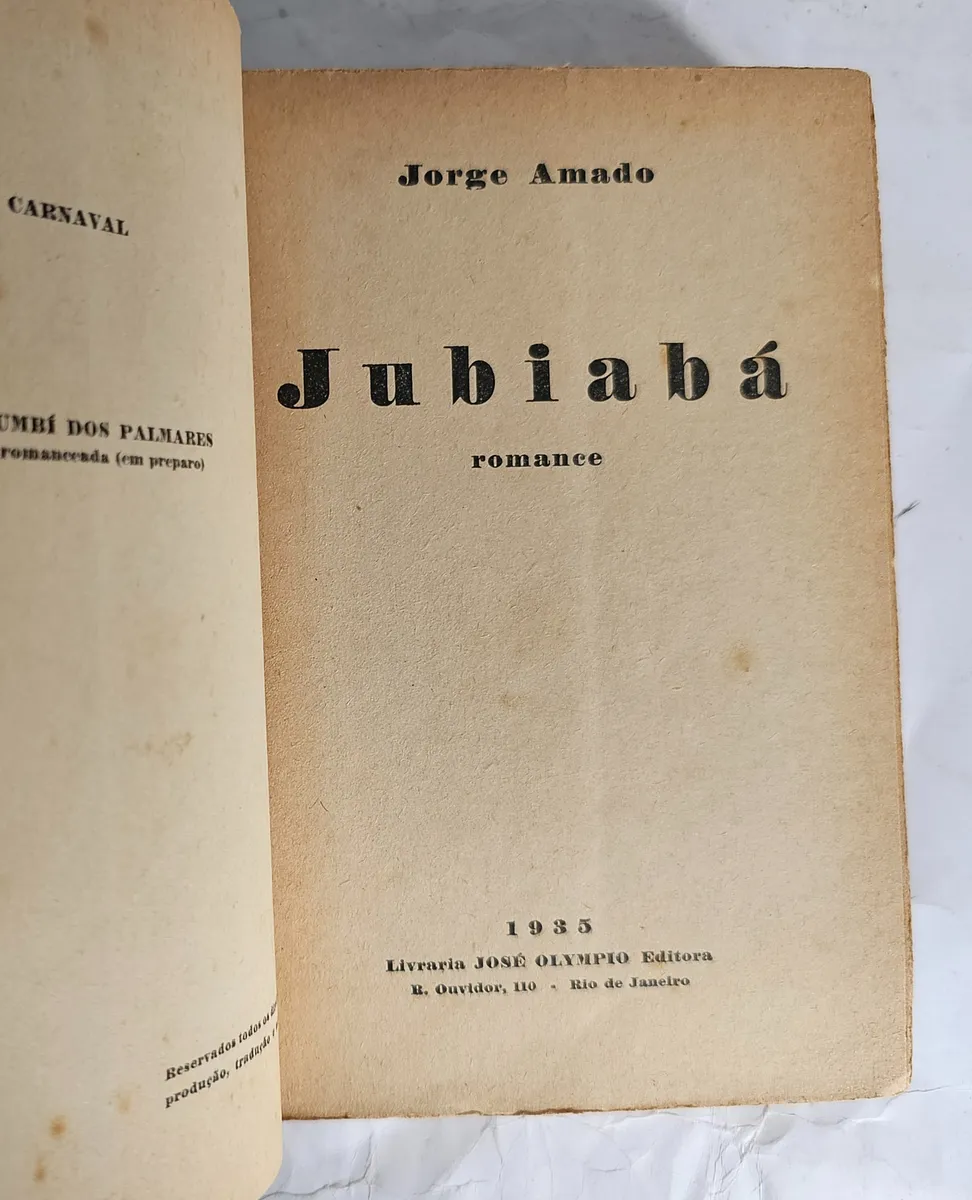 CARNAVAL
DOS PALMARES
romanceada (em preparo)
Reservados todos os
produção, tradução e
Jorge Amado
Jubiabá
romance
1935
Livraria JOSÉ OLYMPIO Editora
R. Ouvidor, 110 - Rio de Janeiro